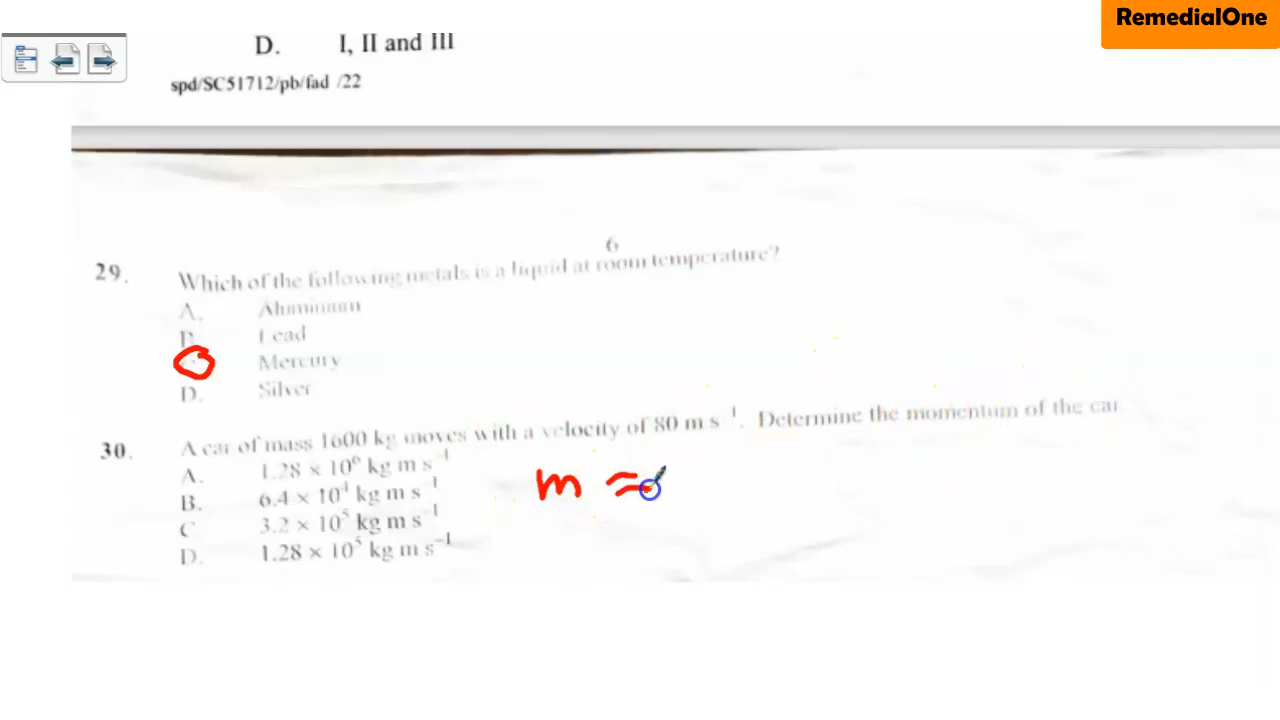 RemedialOne
D. I, II and III
spd/SC51712/pb/fad /22
6
29. Which of the following metals is a liquid at room temperature?
A. Aluminium
B. Lead
Mercury
D. Silver
30. A car of mass 1600 kg moves with a velocity of 80 m s⁻¹. Determine the momentum of the car
A. 1.28 × 10⁶ kg m s⁻¹
B. 6.4 × 10⁴ kg m s⁻¹
C 3.2 × 10⁵ kg m s⁻¹
D. 1.28 × 10⁵ kg m s⁻¹
m =